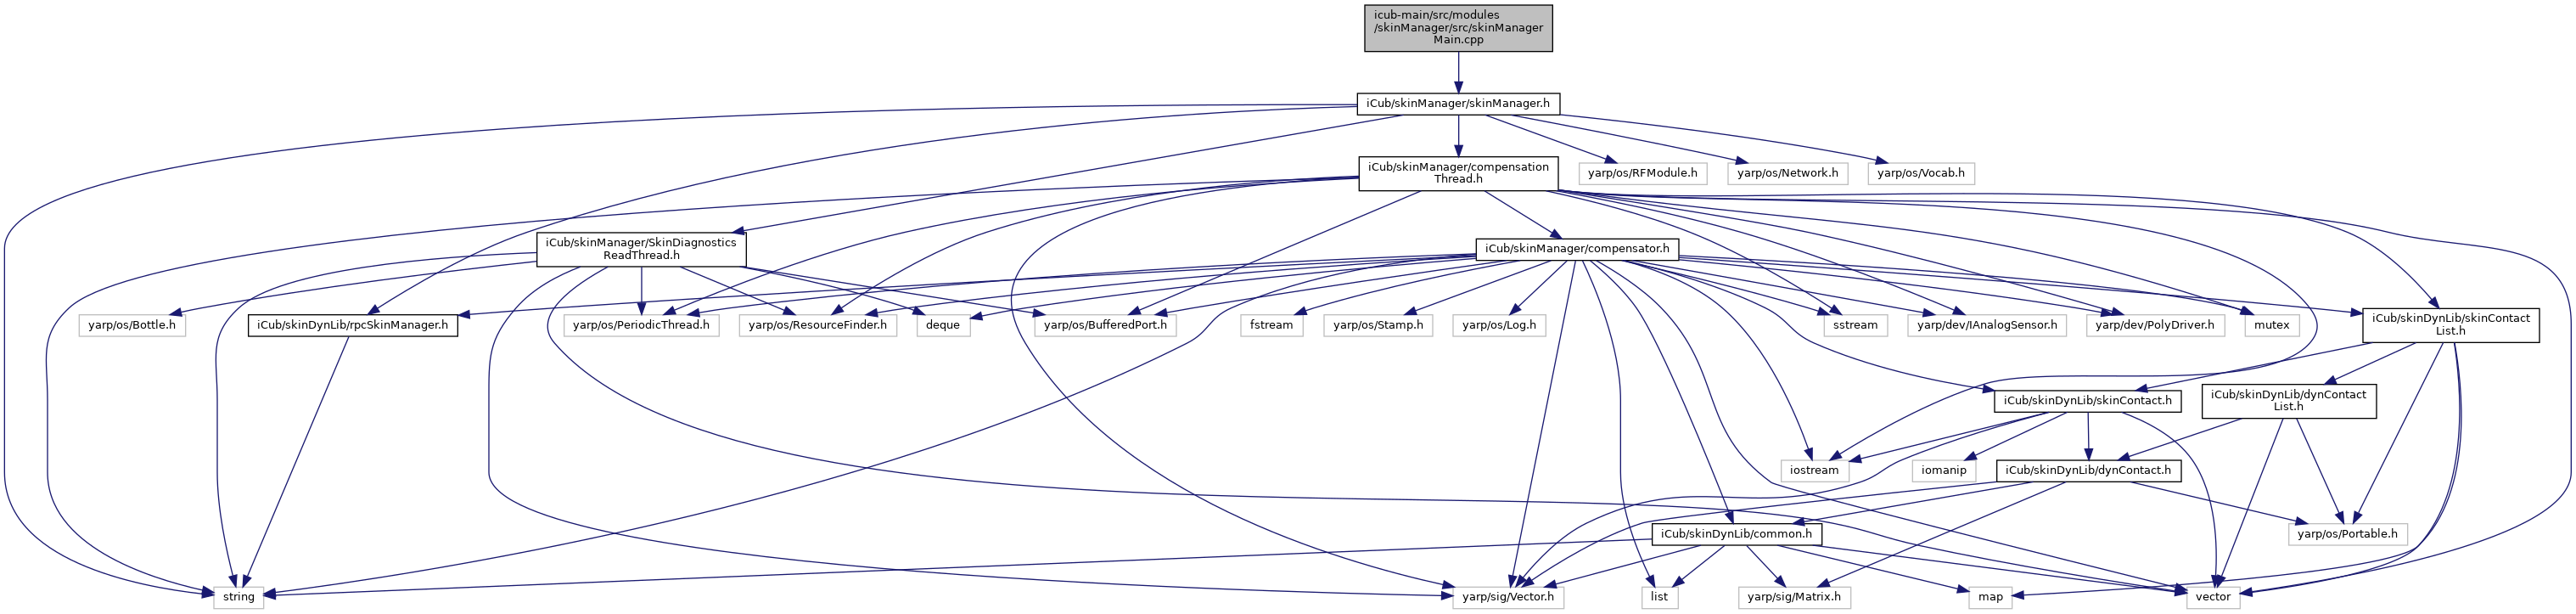 icub-main/src/modules
/skinManager/src/skinManager
Main.cpp
iCub/skinManager/skinManager.h
iCub/skinManager/compensation
Thread.h
yarp/os/RFModule.h
yarp/os/Network.h
yarp/os/Vocab.h
iCub/skinManager/SkinDiagnostics
ReadThread.h
iCub/skinManager/compensator.h
yarp/os/Bottle.h
iCub/skinDynLib/rpcSkinManager.h
yarp/os/PeriodicThread.h
yarp/os/ResourceFinder.h
deque
yarp/os/BufferedPort.h
fstream
yarp/os/Stamp.h
yarp/os/Log.h
sstream
yarp/dev/IAnalogSensor.h
yarp/dev/PolyDriver.h
mutex
iCub/skinDynLib/skinContact
List.h
iCub/skinDynLib/skinContact.h
iCub/skinDynLib/dynContact
List.h
iostream
iomanip
iCub/skinDynLib/dynContact.h
iCub/skinDynLib/common.h
yarp/os/Portable.h
string
yarp/sig/Vector.h
list
yarp/sig/Matrix.h
map
vector